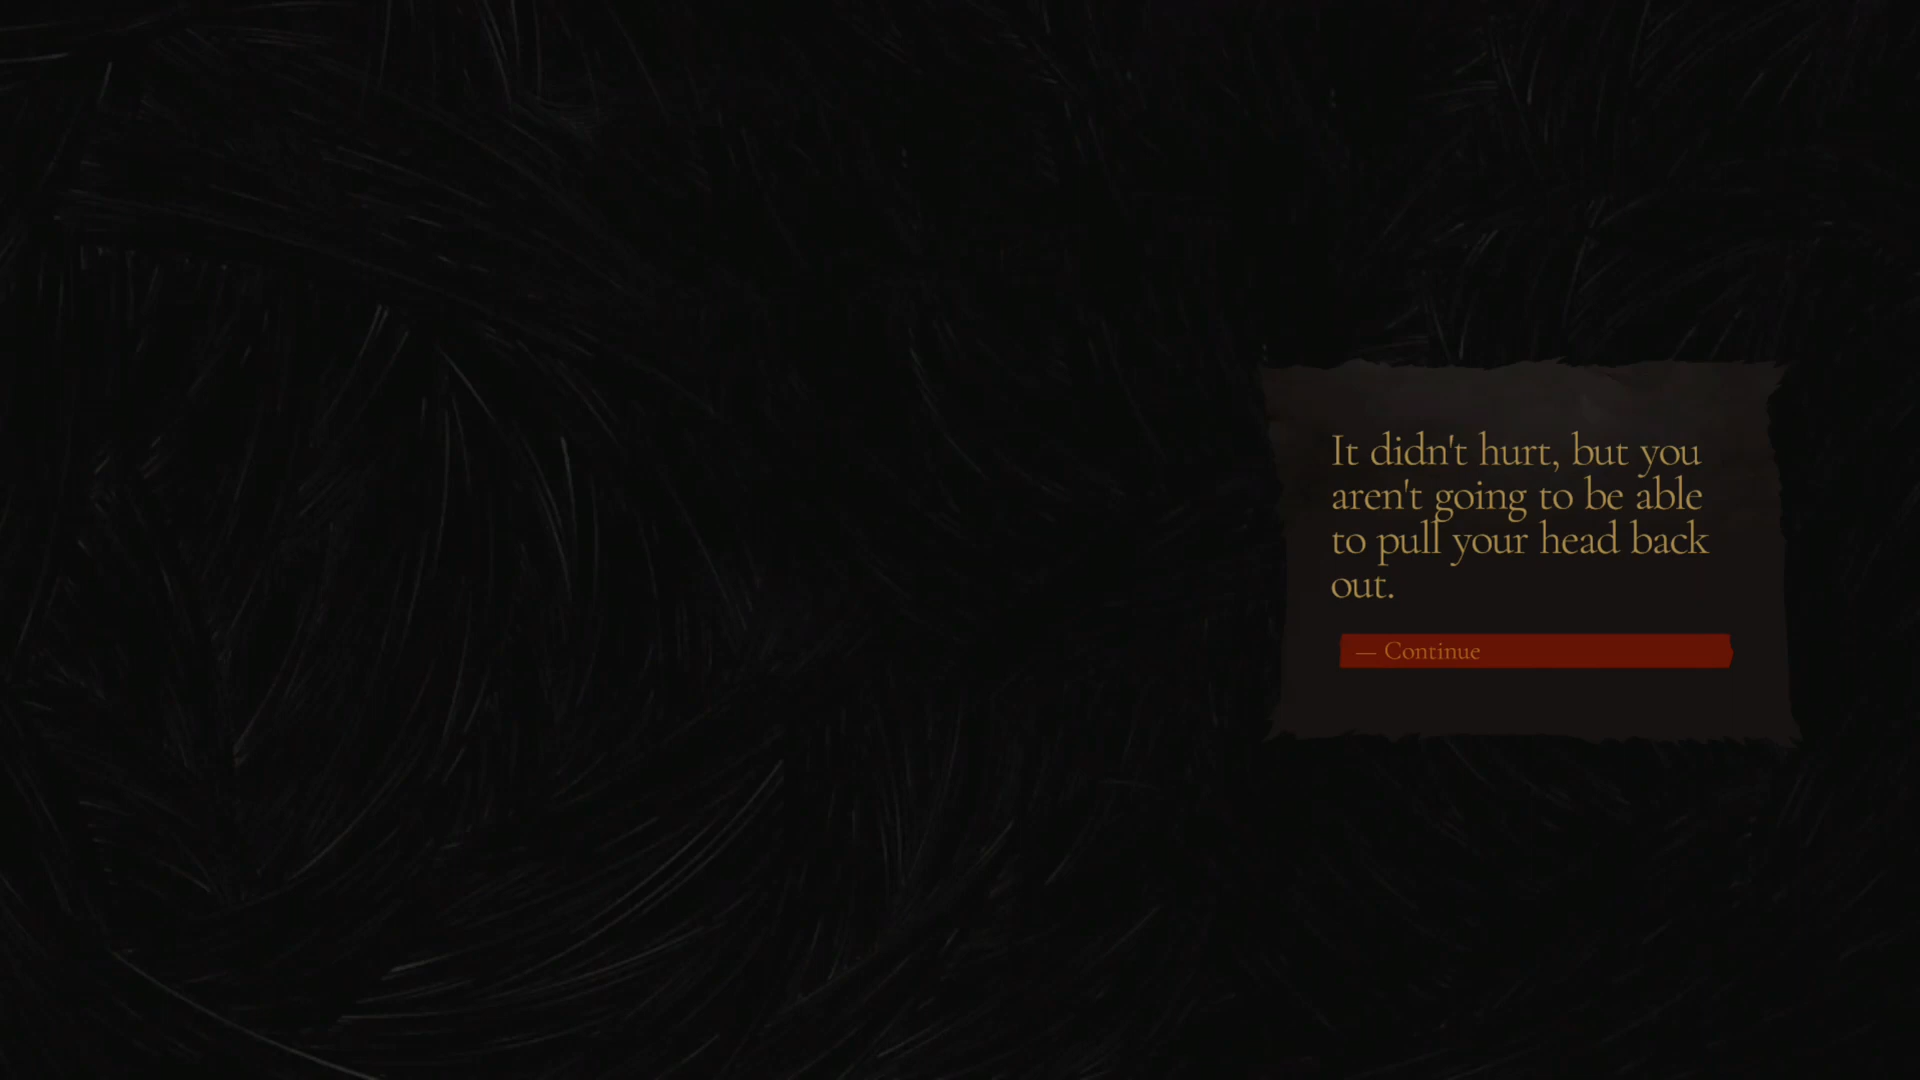 It didn't hurt, but you
aren't going to be able
to pull your head back
out.
— Continue